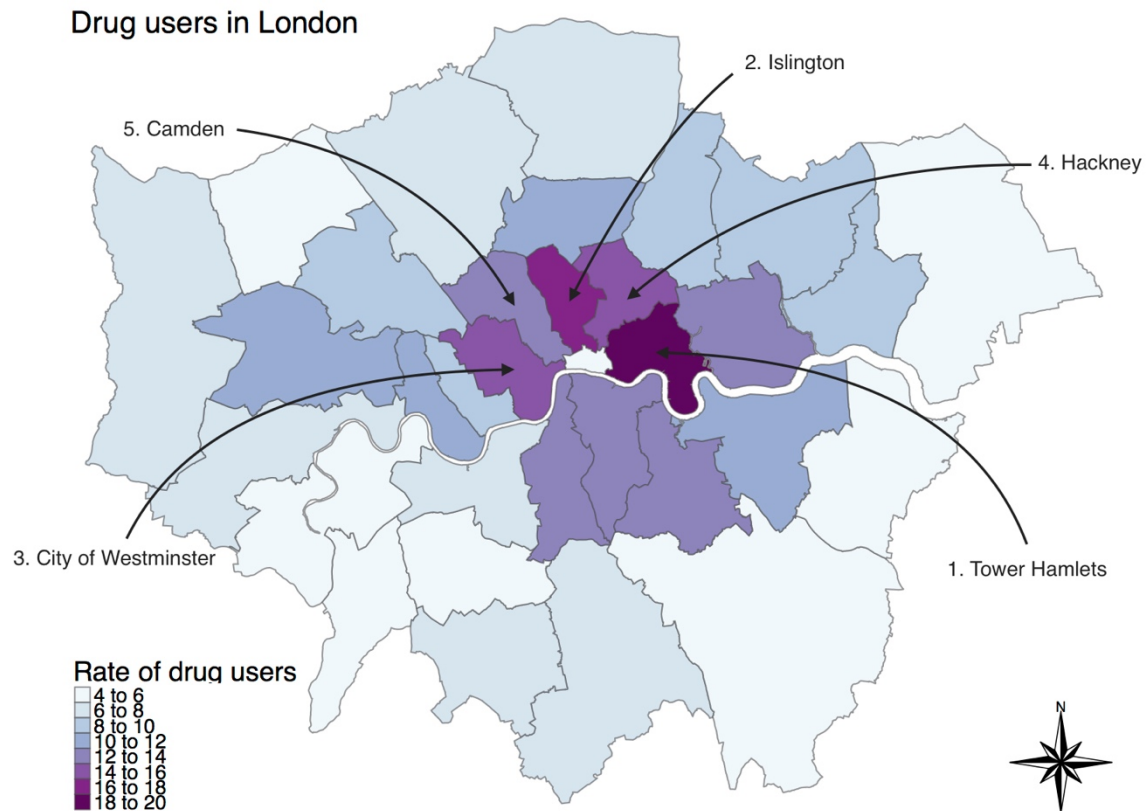 Drug users in London
2. Islington
5. Camden
4. Hackney
3. City of Westminster
1. Tower Hamlets
Rate of drug users
4 to 6
6 to 8
8 to 10
10 to 12
12 to 14
14 to 16
16 to 18
18 to 20
N